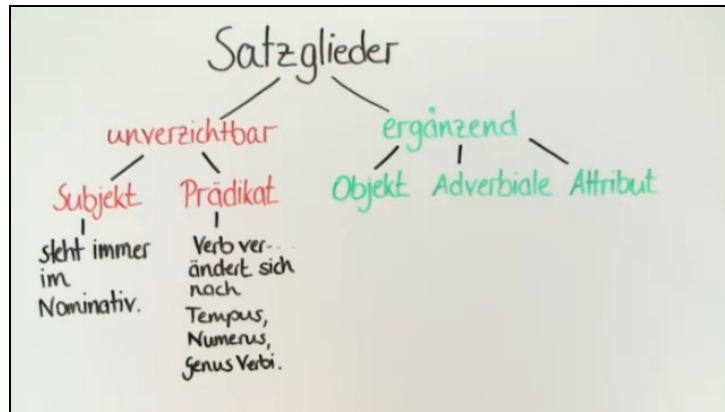 Satzglieder
unverzichtbar
ergänzend
Subjekt
Prädikat
Objekt
Adverbiale
Attribut
steht immer
im
Nominativ.
Verb ver-
ändert sich
nach
Tempus,
Numerus,
Genus Verbi.